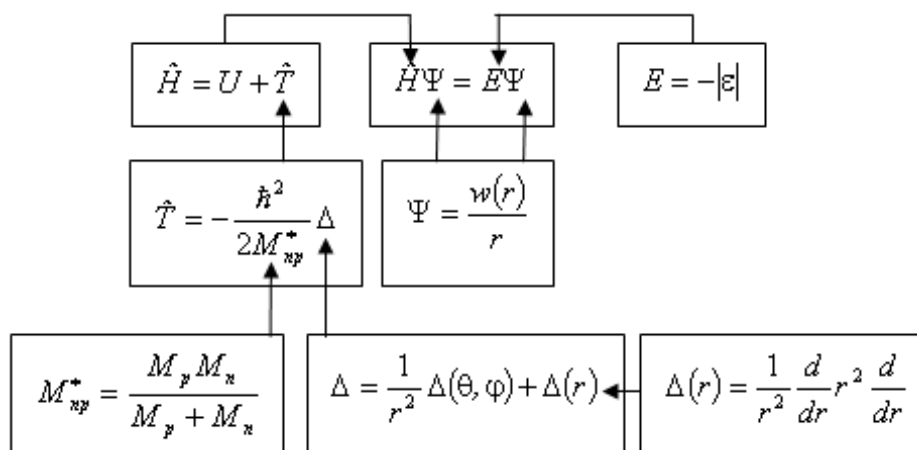 Ĥ = U + T̂
ĤΨ = EΨ
E = −|ε|
T̂ = − ħ² / 2M*ₙₚ Δ
Ψ = w(r) / r
M*ₙₚ = MₚMₙ / Mₚ + Mₙ
Δ = 1 / r² Δ(θ, φ) + Δ(r)
Δ(r) = 1 / r² d / dr r² d / dr